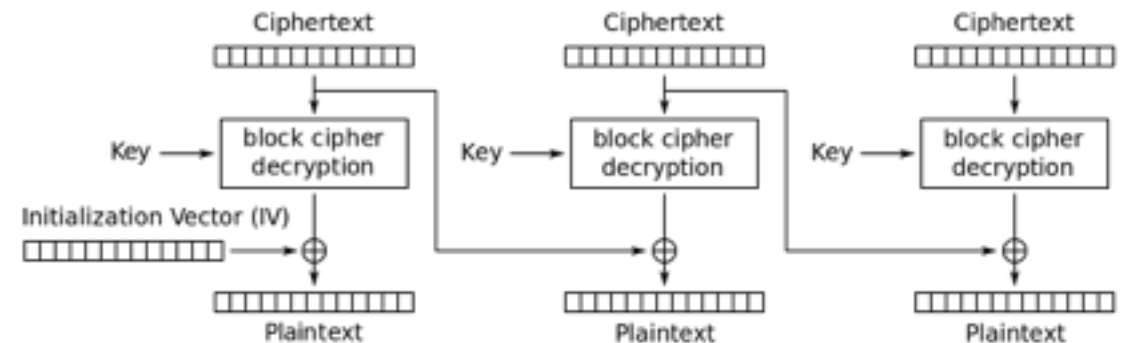 Ciphertext
Ciphertext
Ciphertext
Key
block cipher
decryption
Key
block cipher
decryption
Key
block cipher
decryption
Initialization Vector (IV)
Plaintext
Plaintext
Plaintext